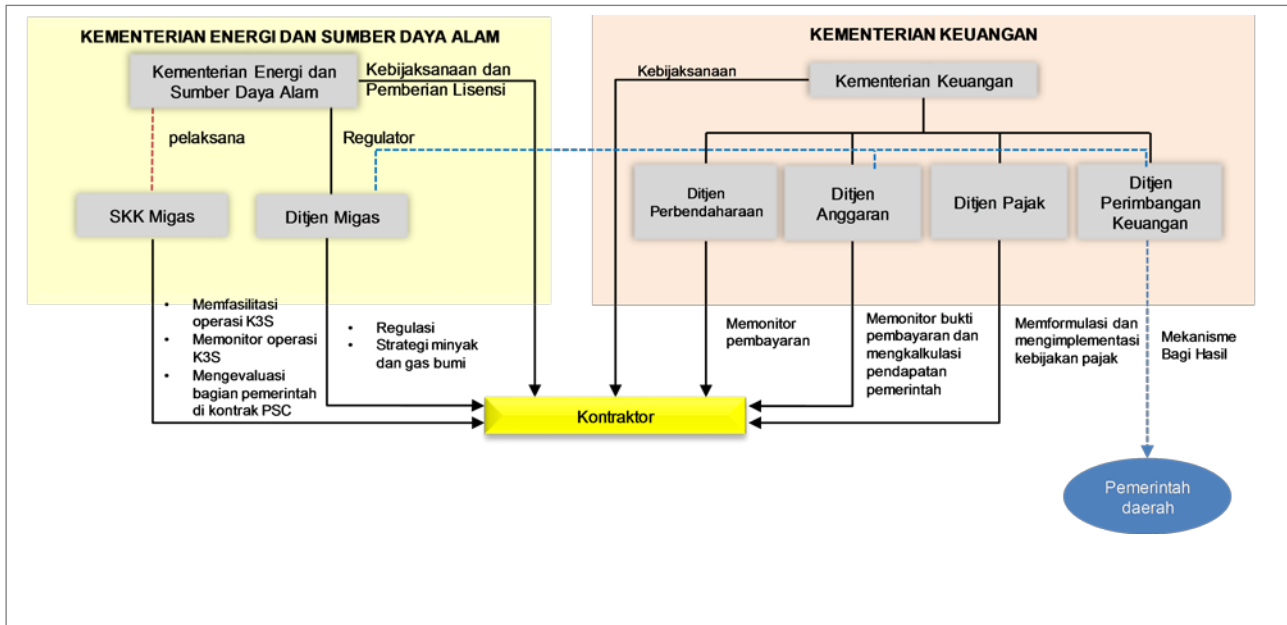 KEMENTERIAN ENERGI DAN SUMBER DAYA ALAM
Kementerian Energi dan
Sumber Daya Alam
Kebijaksanaan dan
Pemberian Lisensi
pelaksana
Regulator
SKK Migas
Ditjen Migas
• Memfasilitasi
operasi K3S
• Memonitor operasi
K3S
• Mengevaluasi
bagian pemerintah
di kontrak PSC
• Regulasi
• Strategi minyak
dan gas bumi
KEMENTERIAN KEUANGAN
Kebijaksanaan
Kementerian Keuangan
Ditjen
Perbendaharaan
Ditjen
Anggaran
Ditjen Pajak
Ditjen
Perimbangan
Keuangan
Memonitor
pembayaran
Memonitor bukti
pembayaran dan
mengkalkulasi
pendapatan
pemerintah
Memformulasi dan
mengimplementasi
kebijakan pajak
Mekanisme
Bagi Hasil
Kontraktor
Pemerintah
daerah